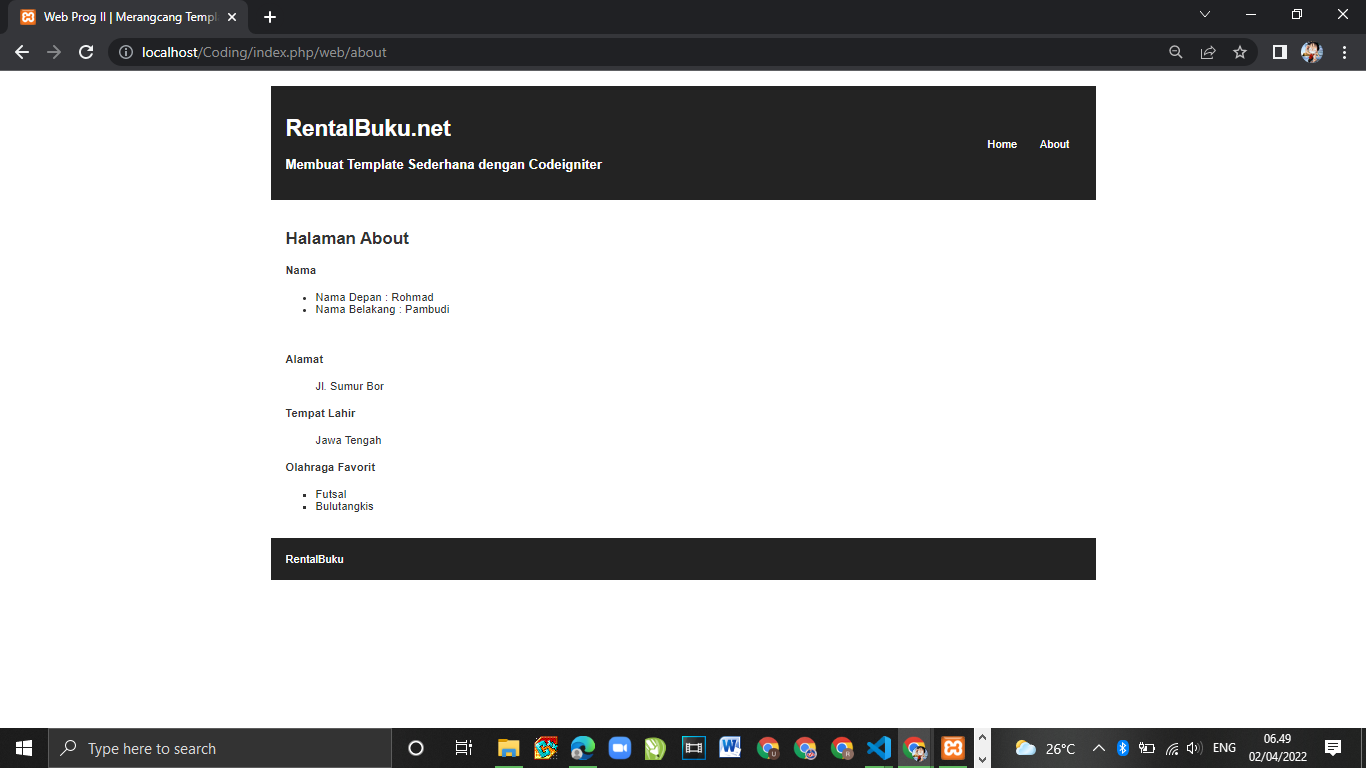 Web Prog II | Merangcang Templ
localhost/Coding/index.php/web/about
RentalBuku.net
Membuat Template Sederhana dengan Codeigniter
Home About
Halaman About
Nama
Nama Depan : Rohmad
Nama Belakang : Pambudi
Alamat
Jl. Sumur Bor
Tempat Lahir
Jawa Tengah
Olahraga Favorit
Futsal
Bulutangkis
RentalBuku
Type here to search
26°C
ENG
06.49
02/04/2022